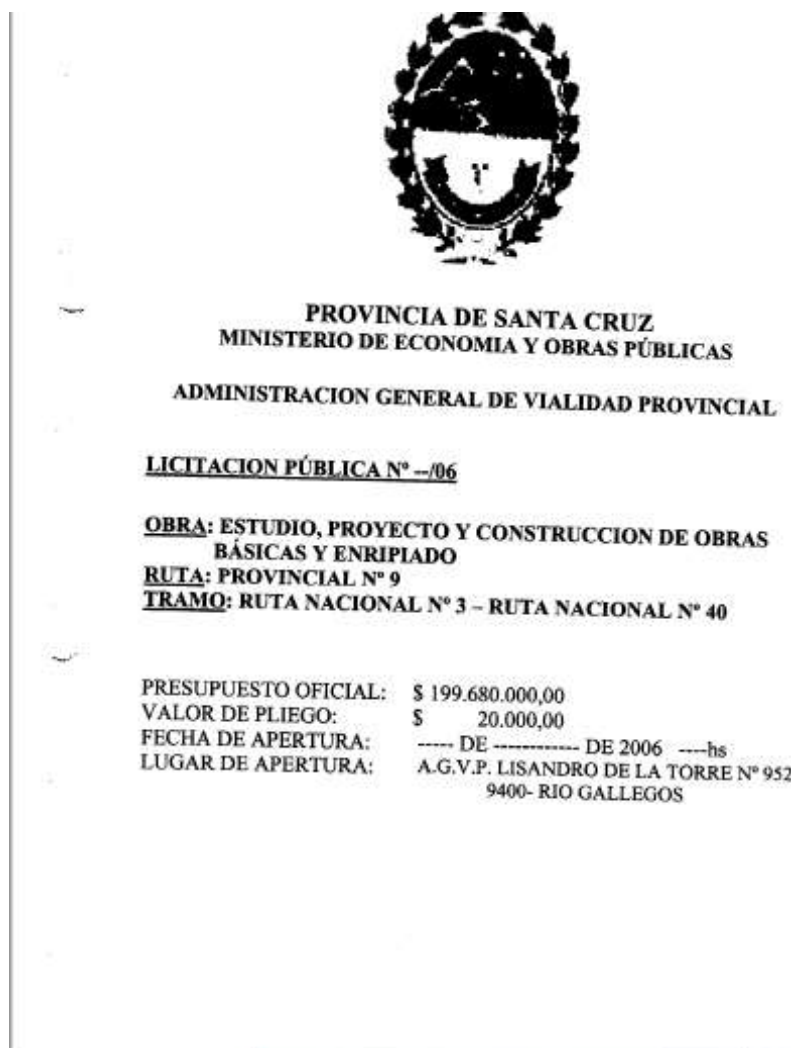 PROVINCIA DE SANTA CRUZ
MINISTERIO DE ECONOMIA Y OBRAS PÚBLICAS
ADMINISTRACION GENERAL DE VIALIDAD PROVINCIAL
LICITACION PÚBLICA Nº --/06
OBRA: ESTUDIO, PROYECTO Y CONSTRUCCION DE OBRAS
BÁSICAS Y ENRIPIADO
RUTA: PROVINCIAL Nº 9
TRAMO: RUTA NACIONAL Nº 3 – RUTA NACIONAL Nº 40
PRESUPUESTO OFICIAL: $ 199.680.000,00
VALOR DE PLIEGO: $ 20.000,00
FECHA DE APERTURA: ----- DE ------------ DE 2006 ----hs
LUGAR DE APERTURA: A.G.V.P. LISANDRO DE LA TORRE Nº 952
9400- RIO GALLEGOS